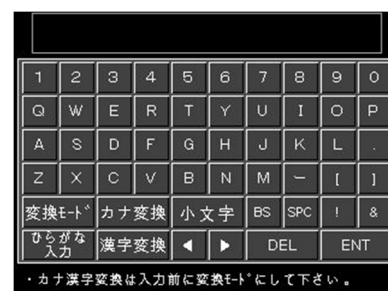 1 2 3 4 5 6 7 8 9 0
Q W E R T Y U I O P
A S D F G H J K L .
Z X C V B N M - [ ]
変換ﾓｰﾄﾞ カナ変換 小文字 BS SPC ! &
ひらがな
入力 漢字変換 ◀ ▶ DEL ENT
・カナ漢字変換は入力前に変換ﾓｰﾄﾞにして下さい。